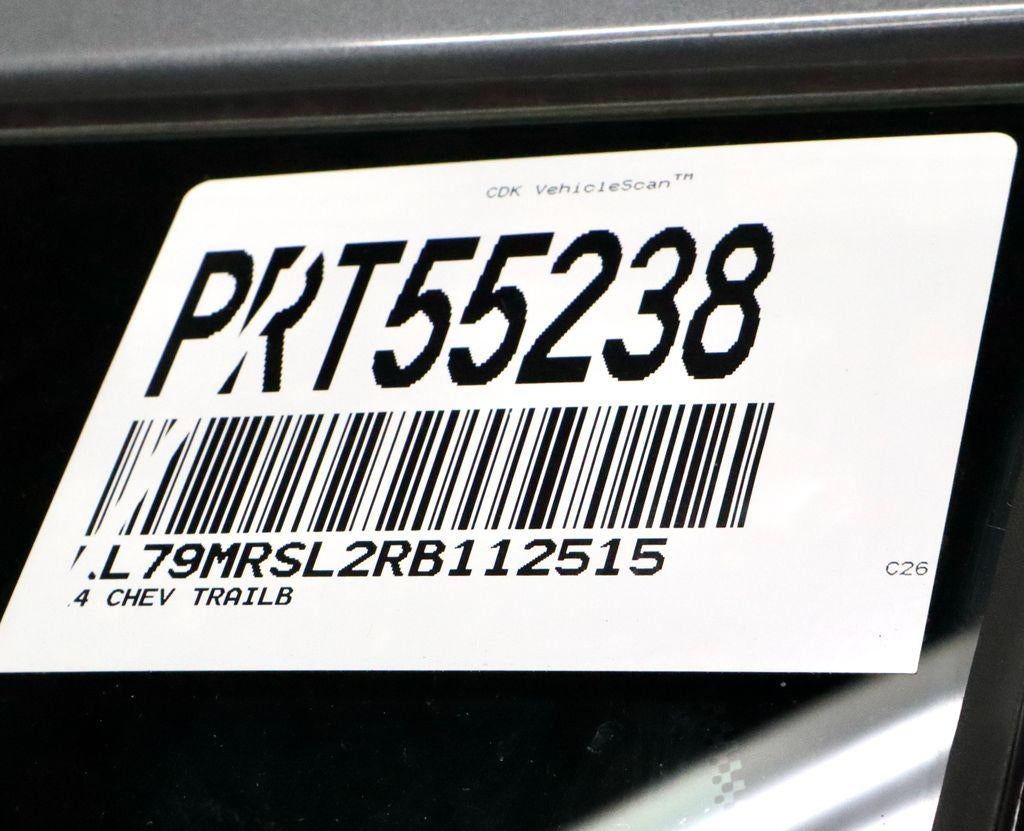 CDK VehicleScan™
PRT55238
L79MRSL2RB112515
4 CHEV TRAILB
C26